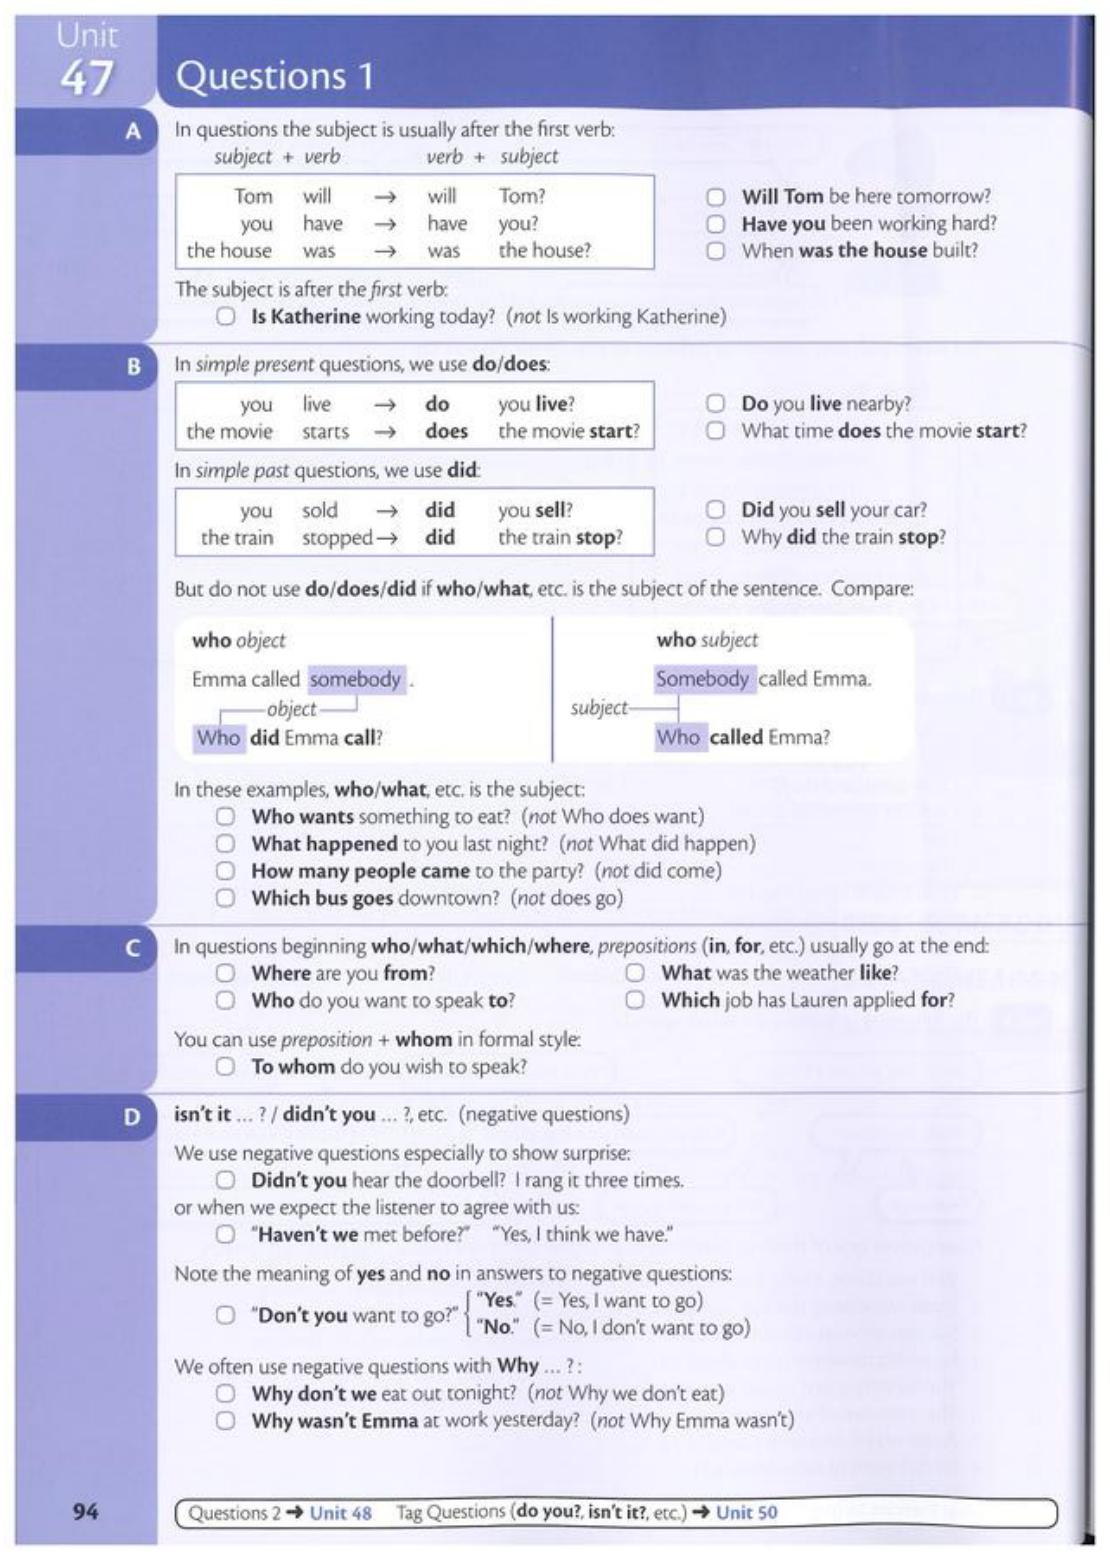 Unit
47
Questions 1
A
In questions the subject is usually after the first verb:
subject + verb verb + subject
Tom will → will Tom?
you have → have you?
the house was → was the house?
Will Tom be here tomorrow?
Have you been working hard?
When was the house built?
The subject is after the first verb:
Is Katherine working today? (not Is working Katherine)
B
In simple present questions, we use do/does:
you live → do you live?
the movie starts → does the movie start?
Do you live nearby?
What time does the movie start?
In simple past questions, we use did:
you sold → did you sell?
the train stopped → did the train stop?
Did you sell your car?
Why did the train stop?
But do not use do/does/did if who/what, etc. is the subject of the sentence. Compare:
who object
Emma called somebody.
object
Who did Emma call?
who subject
Somebody called Emma.
subject
Who called Emma?
In these examples, who/what, etc. is the subject:
Who wants something to eat? (not Who does want)
What happened to you last night? (not What did happen)
How many people came to the party? (not did come)
Which bus goes downtown? (not does go)
C
In questions beginning who/what/which/where, prepositions (in, for, etc.) usually go at the end:
Where are you from? What was the weather like?
Who do you want to speak to? Which job has Lauren applied for?
You can use preposition + whom in formal style:
To whom do you wish to speak?
D
isn't it ... ? / didn't you ... ?, etc. (negative questions)
We use negative questions especially to show surprise:
Didn't you hear the doorbell? I rang it three times.
or when we expect the listener to agree with us:
"Haven't we met before?" "Yes, I think we have."
Note the meaning of yes and no in answers to negative questions:
"Don't you want to go?"
"Yes." (= Yes, I want to go)
"No." (= No, I don't want to go)
We often use negative questions with Why ... ? :
Why don't we eat out tonight? (not Why we don't eat)
Why wasn't Emma at work yesterday? (not Why Emma wasn't)
94
Questions 2 → Unit 48 Tag Questions (do you?, isn't it?, etc.) → Unit 50